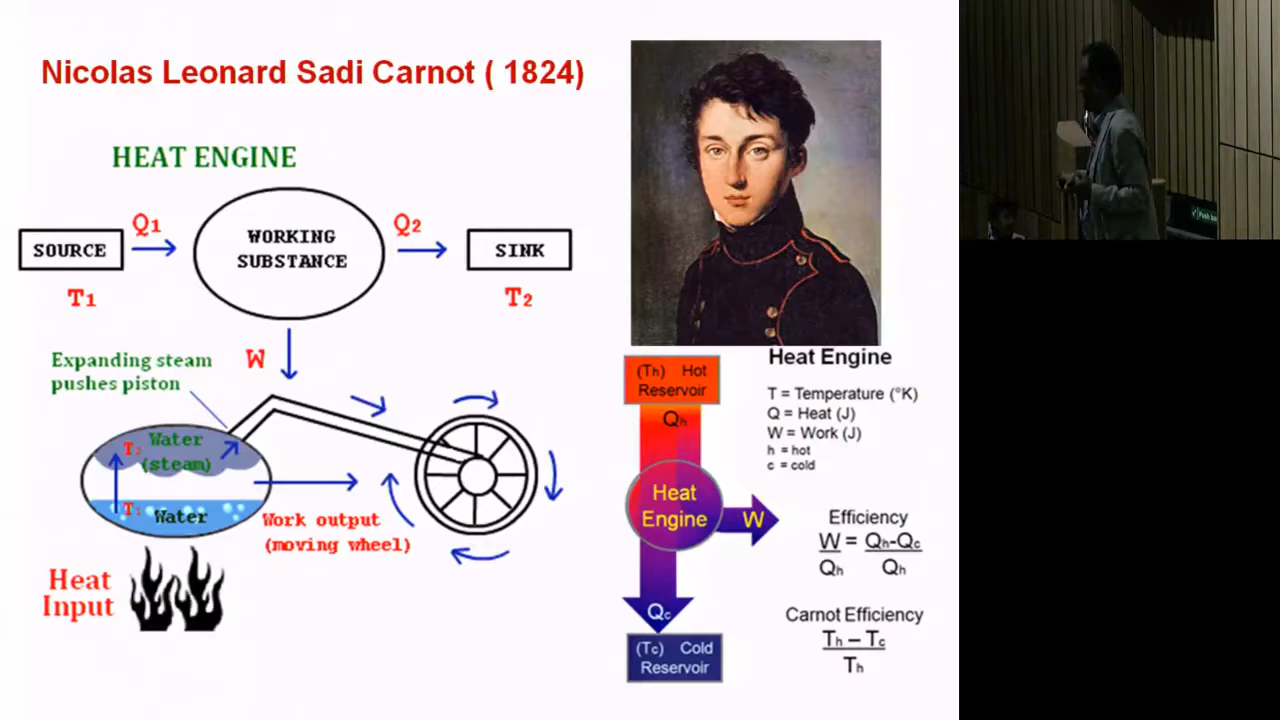 Nicolas Leonard Sadi Carnot ( 1824)
HEAT ENGINE
SOURCE
Q1
WORKING
SUBSTANCE
Q2
SINK
T1
T2
W
Expanding steam
pushes piston
Water
(steam)
T2
T1
Water
Work output
(moving wheel)
Heat
Input
(Th) Hot
Reservoir
Qh
Heat
Engine
W
Qc
(Tc) Cold
Reservoir
Heat Engine
T = Temperature (°K)
Q = Heat (J)
W = Work (J)
h = hot
c = cold
Efficiency
W = Qh-Qc
Qh Qh
Carnot Efficiency
Th – Tc
Th